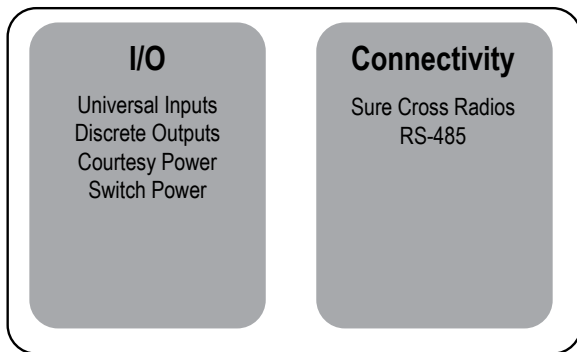 I/O
Universal Inputs
Discrete Outputs
Courtesy Power
Switch Power
Connectivity
Sure Cross Radios
RS-485